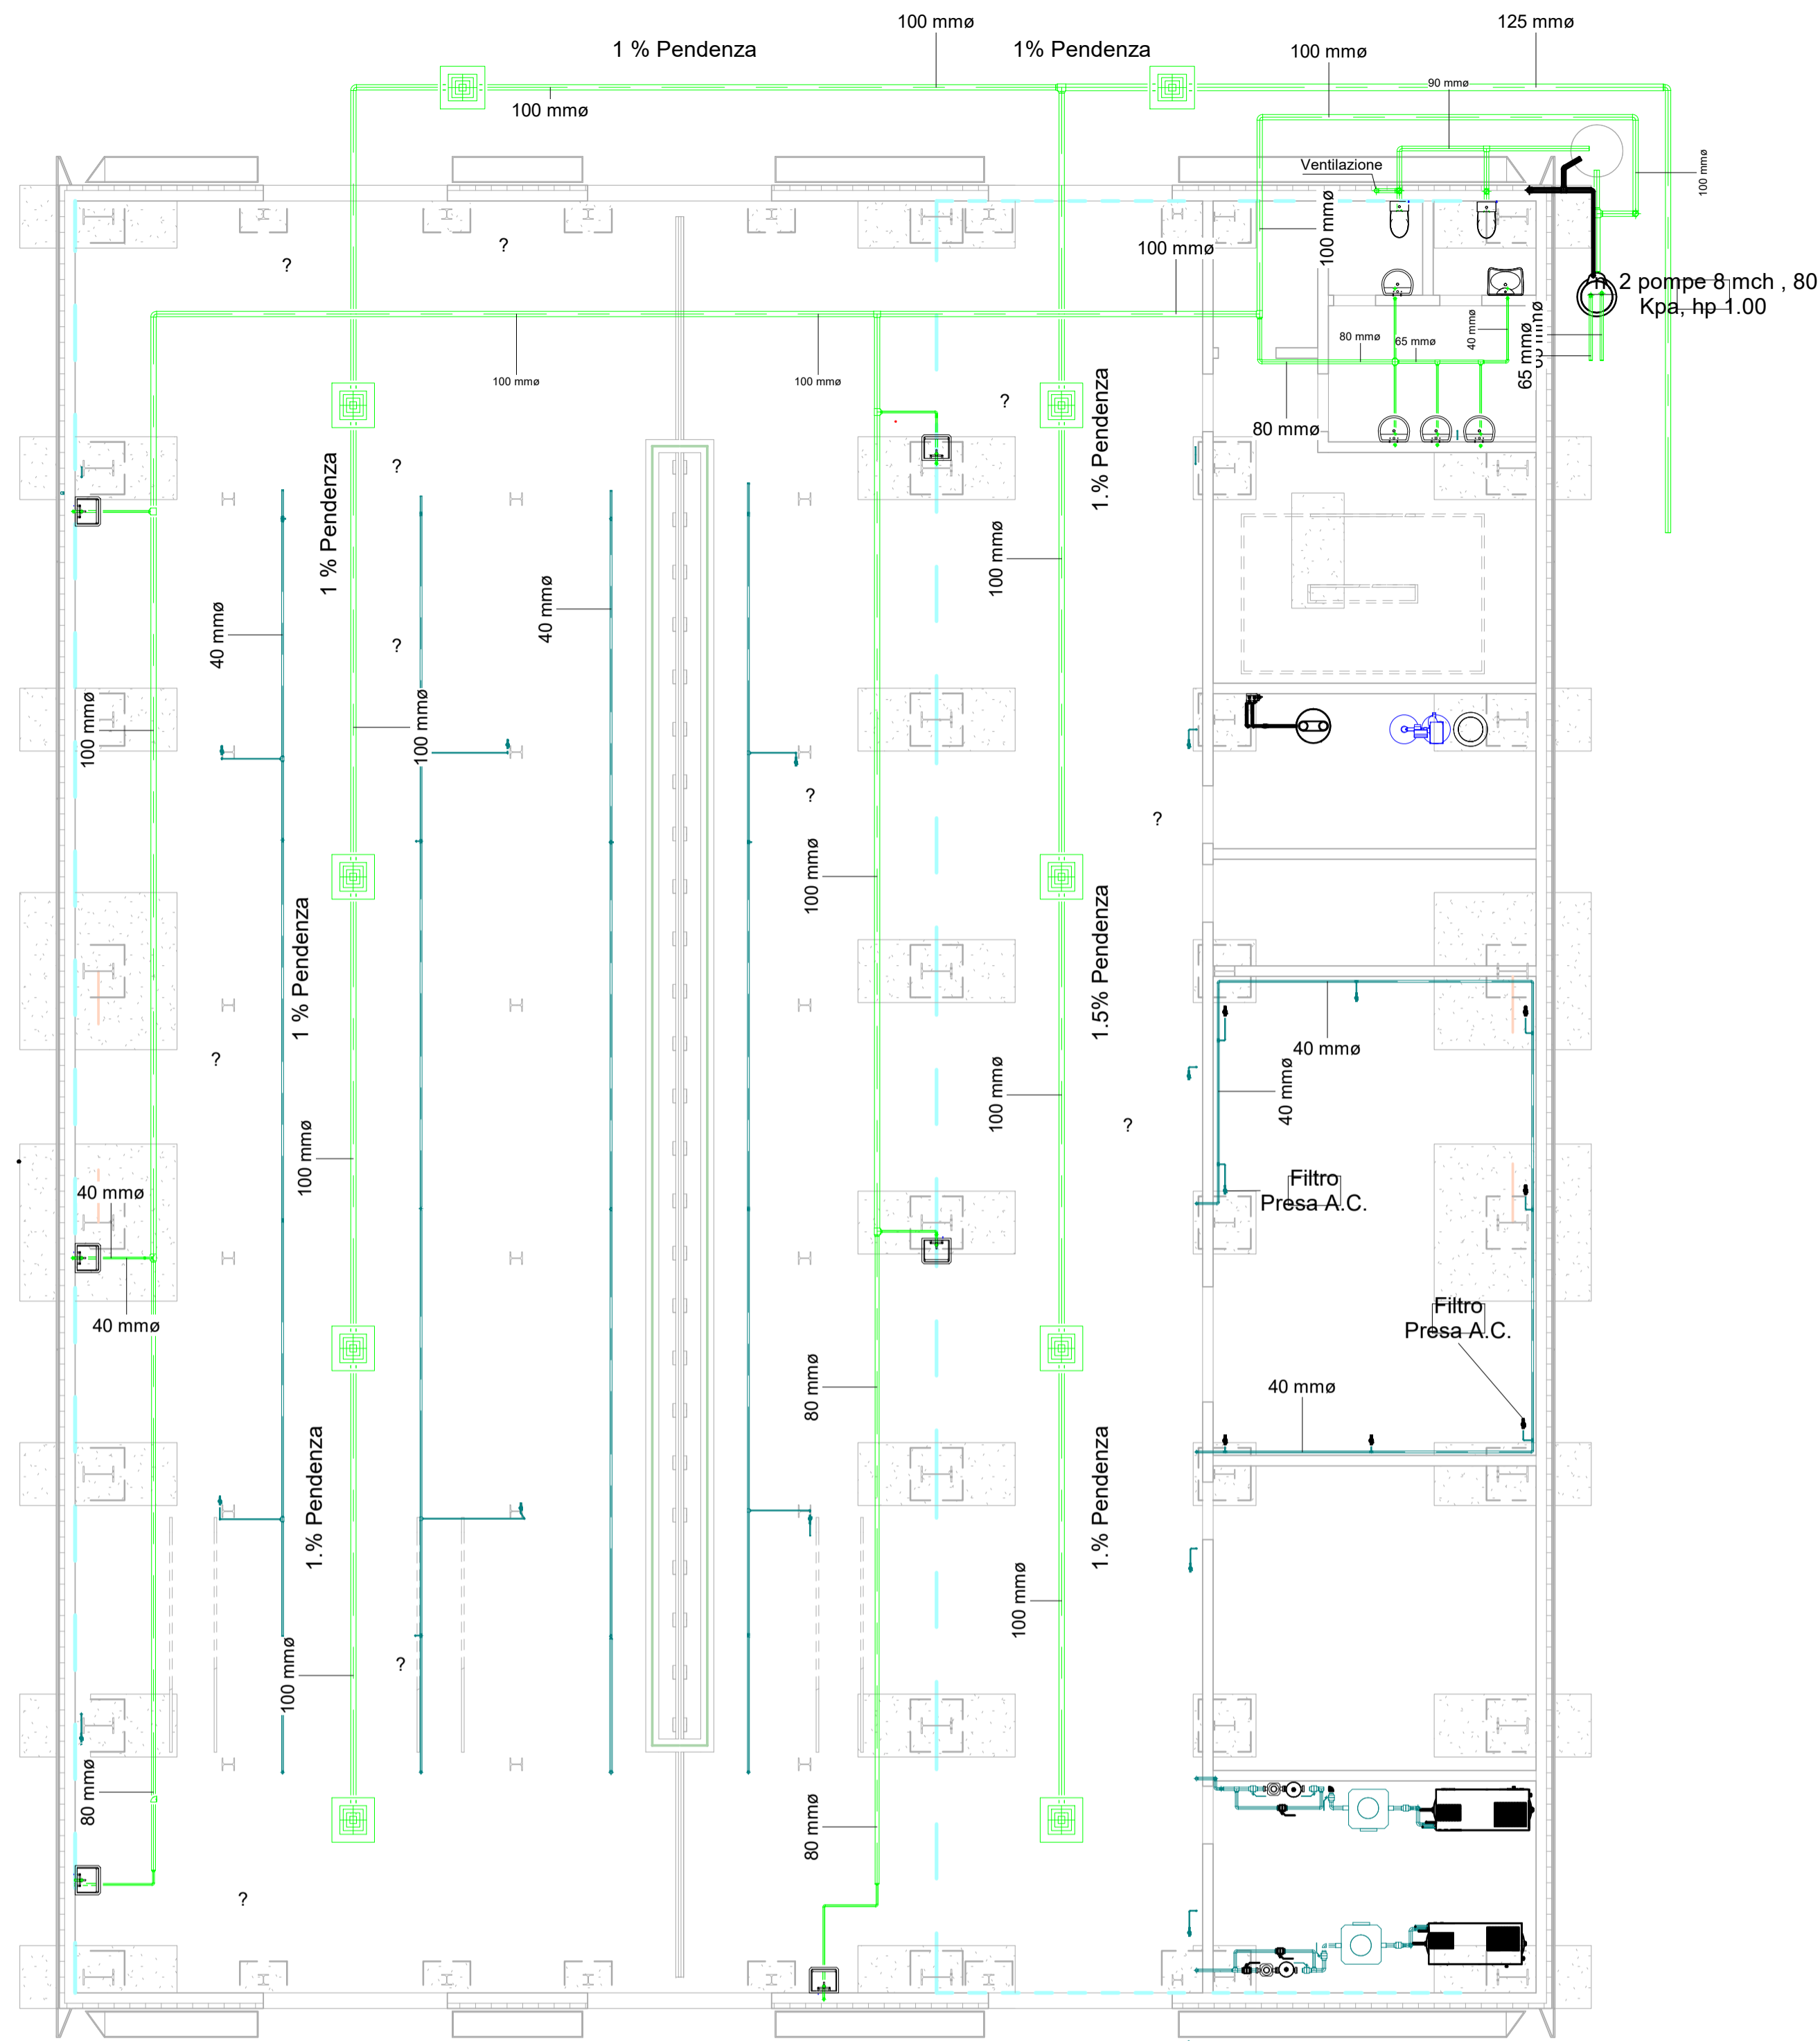 100 mmø
125 mmø
1 % Pendenza
1% Pendenza
100 mmø
90 mmø
100 mmø
Ventilazione
100 mmø
100 mmø
100 mmø
?
?
2 pompe 8 mch , 80
Kpa, hp 1.00
65 mmø
40 mmø
80 mmø
65 mmø
100 mmø
100 mmø
80 mmø
?
1.% Pendenza
?
1 % Pendenza
100 mmø
40 mmø
40 mmø
?
100 mmø
100 mmø
?
?
100 mmø
1 % Pendenza
1.5% Pendenza
?
40 mmø
40 mmø
100 mmø
?
100 mmø
Filtro
Presa A.C.
40 mmø
40 mmø
Filtro
Presa A.C.
80 mmø
40 mmø
1.% Pendenza
1.% Pendenza
100 mmø
?
100 mmø
80 mmø
80 mmø
?